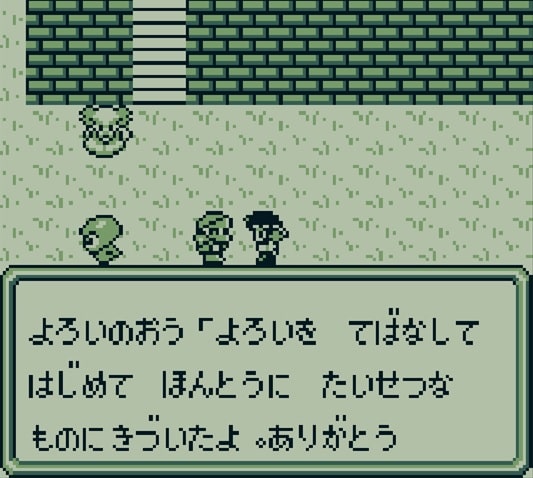 よろいのおう「よろいを　てばなして
はじめて　ほんとうに　たいせつな
ものにきづいたよ。ありがとう